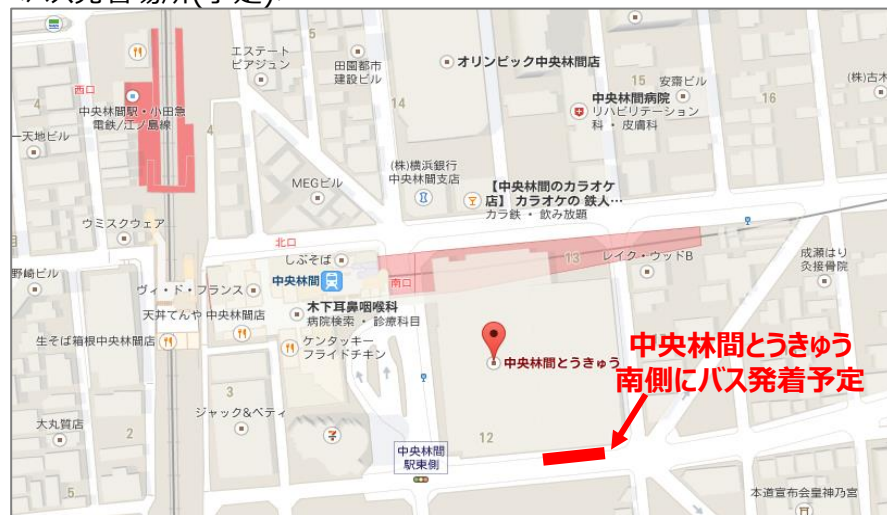 5
エステート
ピアジュン
田園都市
建設ビル
オリンピック中央林間店
15
安齋ビル
(株)古木
中央林間病院
リハビリテーション
科・皮膚科
16
14
4
西口
中央林間駅・小田急
電鉄/江ノ島線
4
一天地ビル
MEGビル
(株)横浜銀行
中央林間支店
【中央林間のカラオケ
店】カラオケの 鉄人…
カラ鉄・飲み放題
ウミスクウェア
3
北口
しぶそば
13
レイク・ウッドB
成瀬はり
灸接骨院
野崎ビル
中央林間
南口
ヴィ・ド・フランス
木下耳鼻咽喉科
病院検索・診療科目
天丼てんや 中央林間店
生そば箱根中央林間店
ケンタッキー
フライドチキン
中央林間とうきゅう
中央林間とうきゅう
南側にバス発着予定
3
ジャック&ベティ
大丸質店
2
12
中央林間
駅東側
5
本道宣布会皇神乃宮